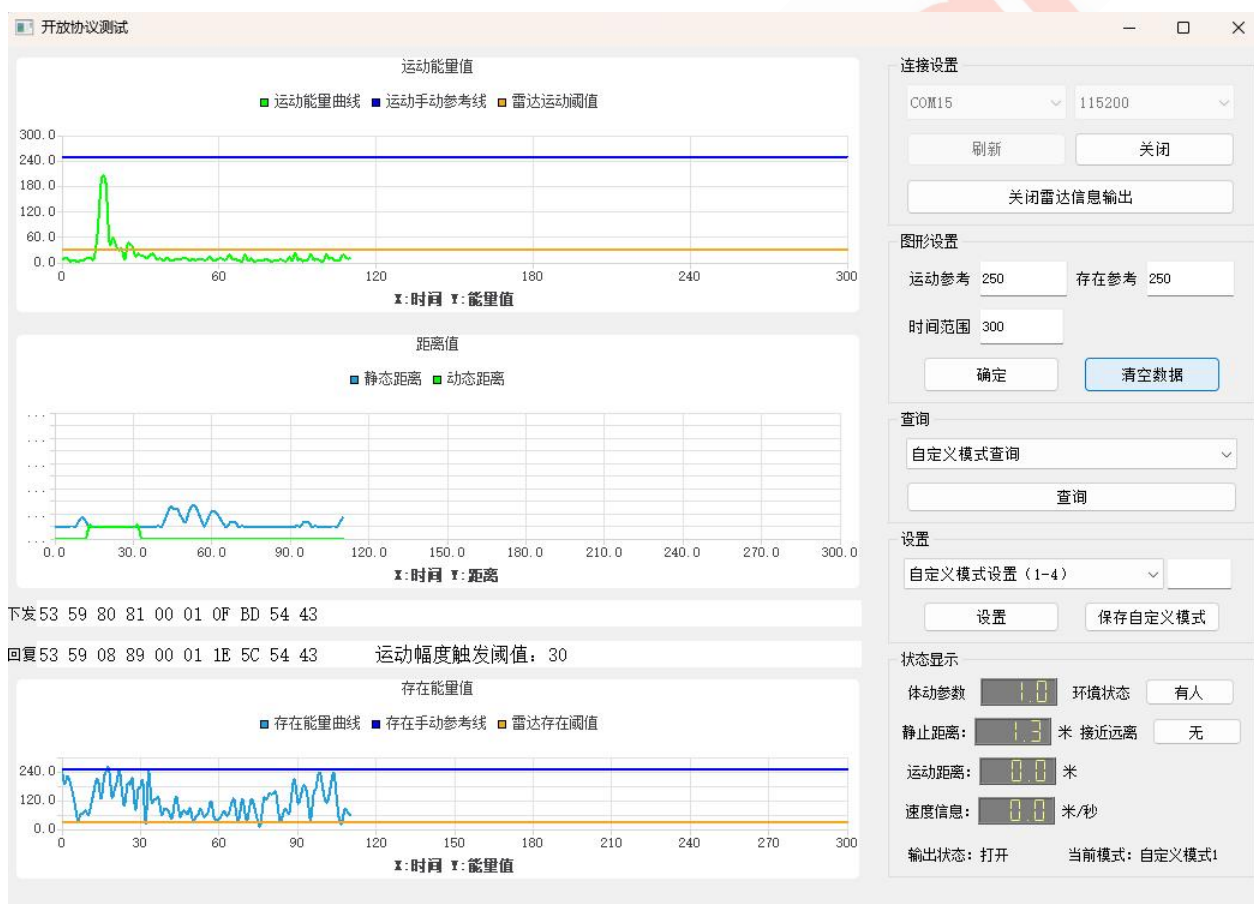 开放协议测试
运动能量值
运动能量曲线 运动手动参考线 雷达运动阈值
300.0
240.0
180.0
120.0
60.0
0.0
0 60 120 180 240 300
X:时间 Y:能量值
距离值
静态距离 动态距离
...
...
...
...
...
...
0.0 30.0 60.0 90.0 120.0 150.0 180.0 210.0 240.0 270.0 300.0
X:时间 Y:距离
下发 53 59 80 81 00 01 0F BD 54 43
回复 53 59 08 89 00 01 1E 5C 54 43 运动幅度触发阈值：30
存在能量值
存在能量曲线 存在手动参考线 雷达存在阈值
240.0
120.0
0.0
0 30 60 90 120 150 180 210 240 270 300
X:时间 Y:能量值
连接设置
COM15 115200
刷新 关闭
关闭雷达信息输出
图形设置
运动参考 250 存在参考 250
时间范围 300
确定 清空数据
查询
自定义模式查询
查询
设置
自定义模式设置（1-4）
设置 保存自定义模式
状态显示
体动参数 1.0 环境状态 有人
静止距离： 1.3 米 接近远离 无
运动距离： 0.0 米
速度信息： 0.0 米/秒
输出状态：打开 当前模式：自定义模式1